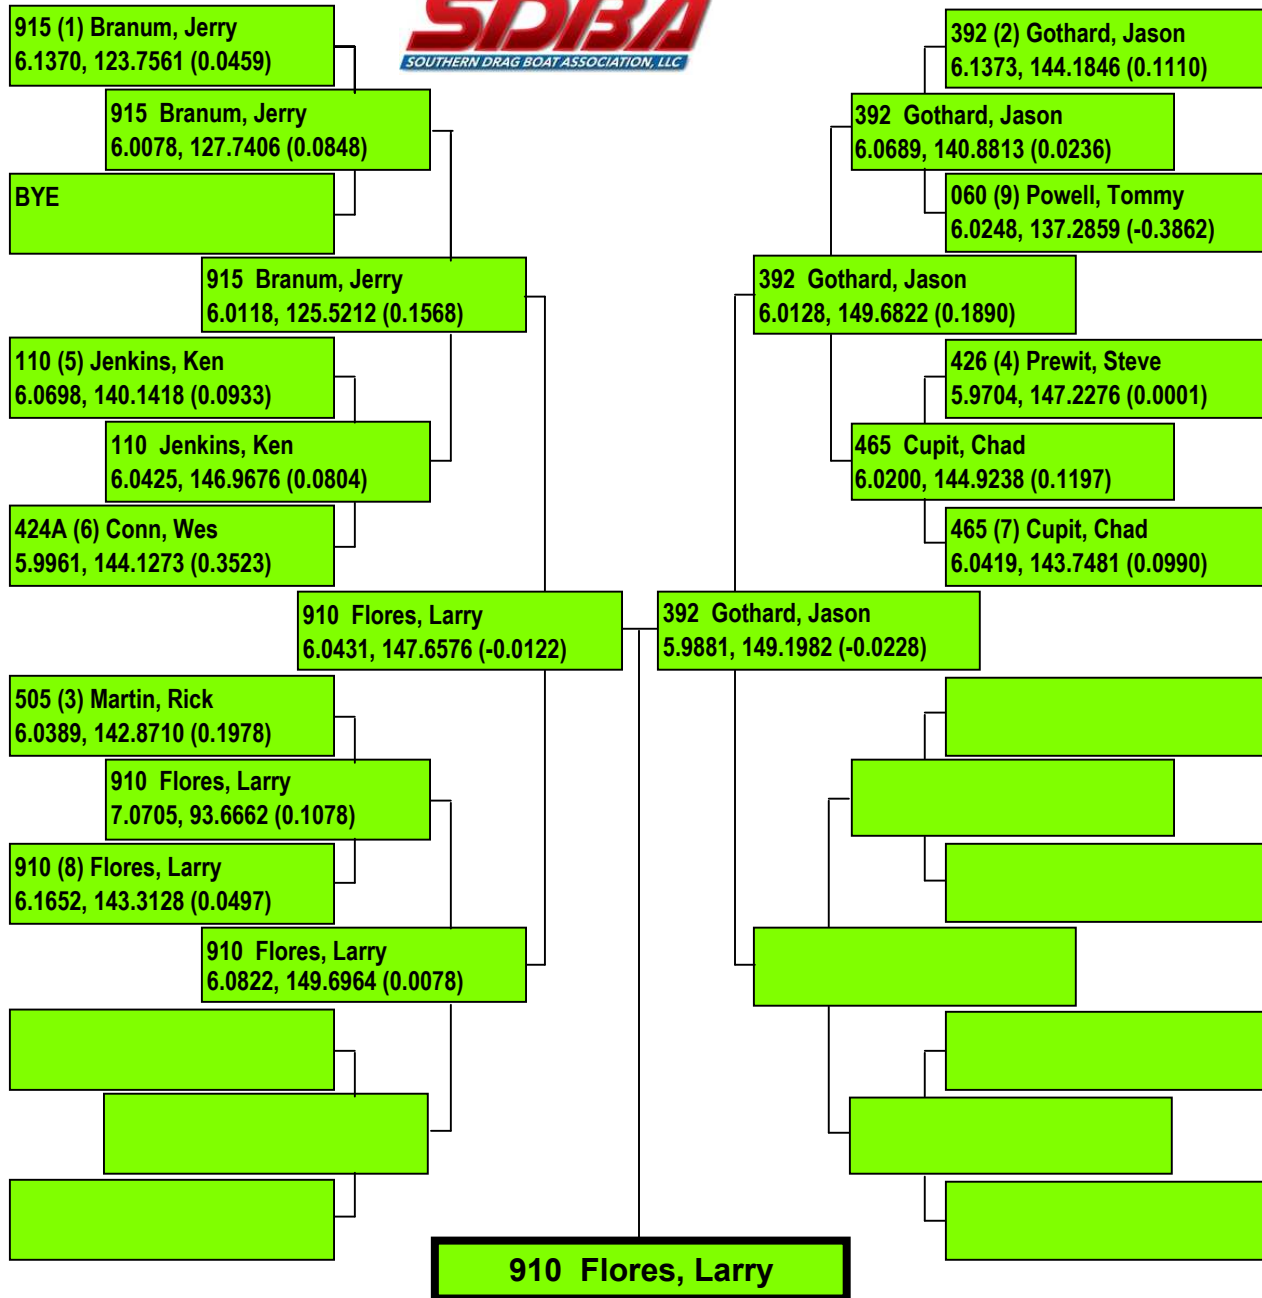 SDBA
SOUTHERN DRAG BOAT ASSOCIATION, LLC
915 (1) Branum, Jerry
6.1370, 123.7561 (0.0459)
915 Branum, Jerry
6.0078, 127.7406 (0.0848)
BYE
915 Branum, Jerry
6.0118, 125.5212 (0.1568)
110 (5) Jenkins, Ken
6.0698, 140.1418 (0.0933)
110 Jenkins, Ken
6.0425, 146.9676 (0.0804)
424A (6) Conn, Wes
5.9961, 144.1273 (0.3523)
910 Flores, Larry
6.0431, 147.6576 (-0.0122)
505 (3) Martin, Rick
6.0389, 142.8710 (0.1978)
910 Flores, Larry
7.0705, 93.6662 (0.1078)
910 (8) Flores, Larry
6.1652, 143.3128 (0.0497)
910 Flores, Larry
6.0822, 149.6964 (0.0078)
392 (2) Gothard, Jason
6.1373, 144.1846 (0.1110)
392 Gothard, Jason
6.0689, 140.8813 (0.0236)
060 (9) Powell, Tommy
6.0248, 137.2859 (-0.3862)
392 Gothard, Jason
6.0128, 149.6822 (0.1890)
426 (4) Prewit, Steve
5.9704, 147.2276 (0.0001)
465 Cupit, Chad
6.0200, 144.9238 (0.1197)
465 (7) Cupit, Chad
6.0419, 143.7481 (0.0990)
392 Gothard, Jason
5.9881, 149.1982 (-0.0228)
910 Flores, Larry